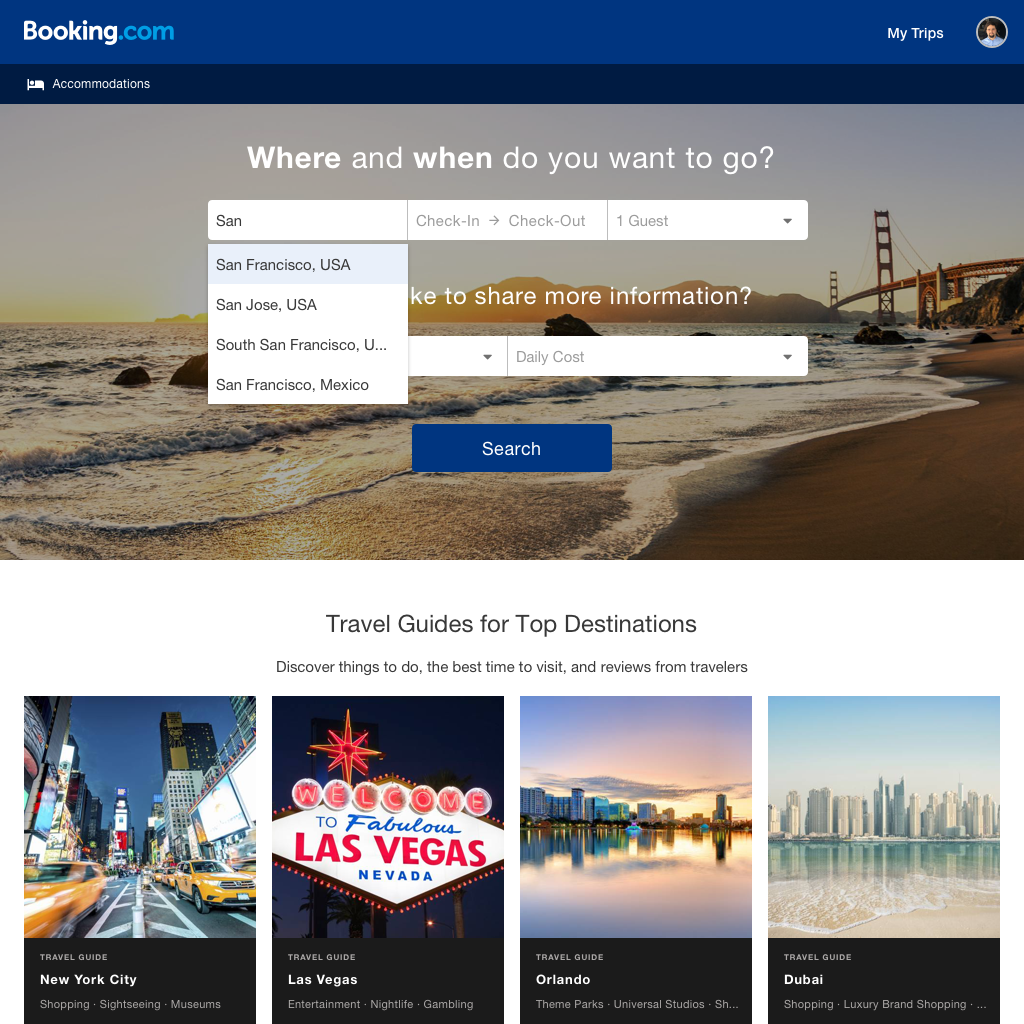 Booking.com
My Trips
Accommodations
Where and when do you want to go?
San
Check-In → Check-Out
1 Guest
San Francisco, USA
San Jose, USA
South San Francisco, U...
San Francisco, Mexico
ke to share more information?
Daily Cost
Search
Travel Guides for Top Destinations
Discover things to do, the best time to visit, and reviews from travelers
WELCOME
TO Fabulous
LAS VEGAS
NEVADA
TRAVEL GUIDE
New York City
Shopping · Sightseeing · Museums
TRAVEL GUIDE
Las Vegas
Entertainment · Nightlife · Gambling
TRAVEL GUIDE
Orlando
Theme Parks · Universal Studios · Sh...
TRAVEL GUIDE
Dubai
Shopping · Luxury Brand Shopping · ...